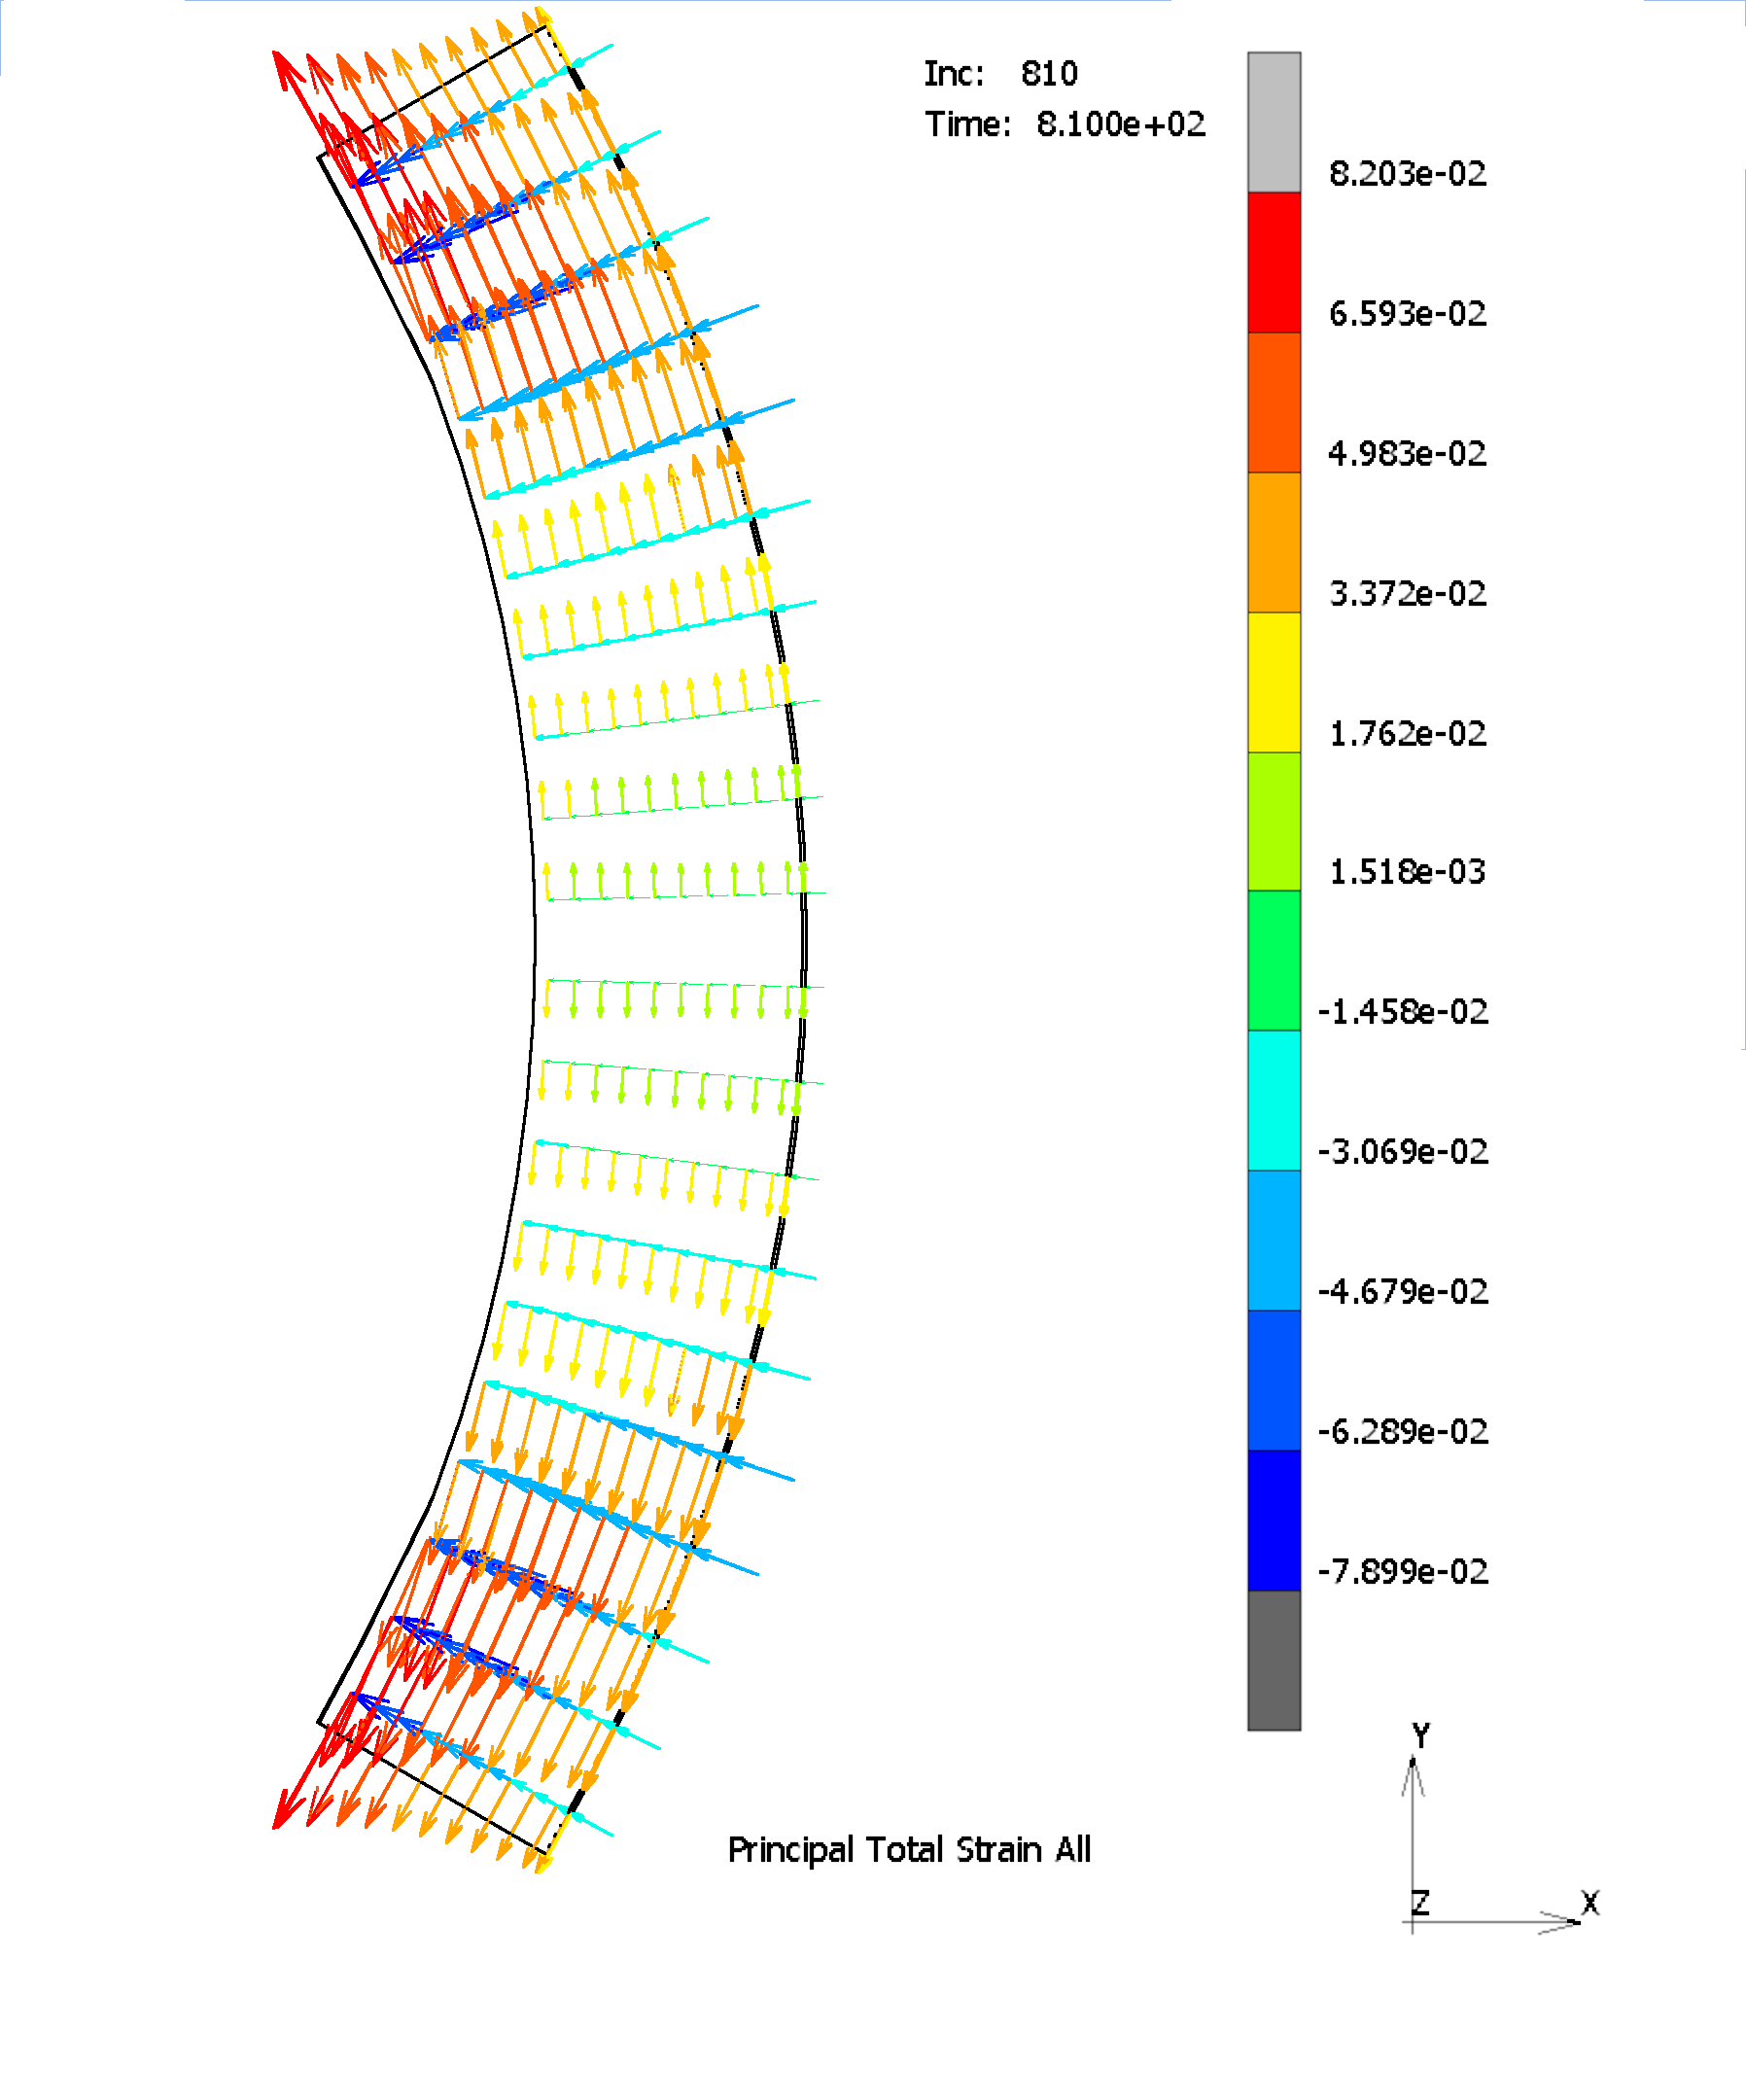 Inc: 810
Time: 8.100e+02
8.203e-02
6.593e-02
4.983e-02
3.372e-02
1.762e-02
1.518e-03
-1.458e-02
-3.069e-02
-4.679e-02
-6.289e-02
-7.899e-02
Principal Total Strain All
Y
Z X